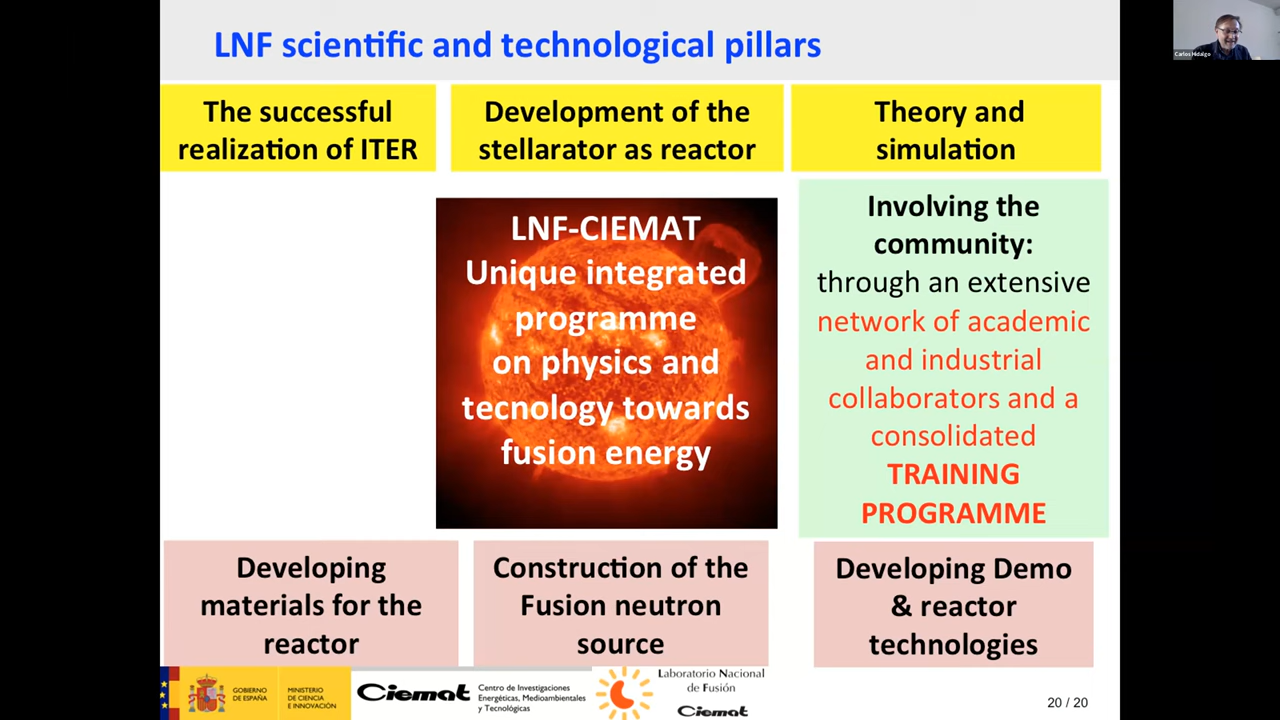 LNF scientific and technological pillars
Carlos Hidalgo
The successful
realization of ITER
Development of the
stellarator as reactor
Theory and
simulation
LNF-CIEMAT
Unique integrated
programme
on physics and
tecnology towards
fusion energy
Involving the
community:
through an extensive
network of academic
and industrial
collaborators and a
consolidated
TRAINING
PROGRAMME
Developing
materials for the
reactor
Construction of the
Fusion neutron
source
Developing Demo
& reactor
technologies
GOBIERNO
DE ESPAÑA
MINISTERIO
DE CIENCIA
E INNOVACIÓN
Ciemat
Centro de Investigaciones
Energéticas, Medioambientales
y Tecnológicas
Laboratorio Nacional
de Fusión
Ciemat
20 / 20